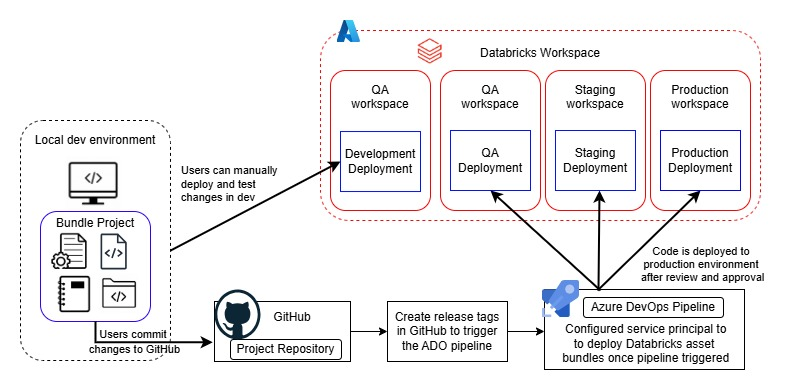 Databricks Workspace
QA
workspace
Development
Deployment
QA
workspace
QA
Deployment
Staging
workspace
Staging
Deployment
Production
workspace
Production
Deployment
Local dev environment
</>
Bundle Project
</>
</>
Users can manually
deploy and test
changes in dev
Users commit
changes to GitHub
GitHub
Project Repository
Create release tags
in GitHub to trigger
the ADO pipeline
Code is deployed to
production environment
after review and approval
Azure DevOps Pipeline
Configured service principal to
to deploy Databricks asset
bundles once pipeline triggered